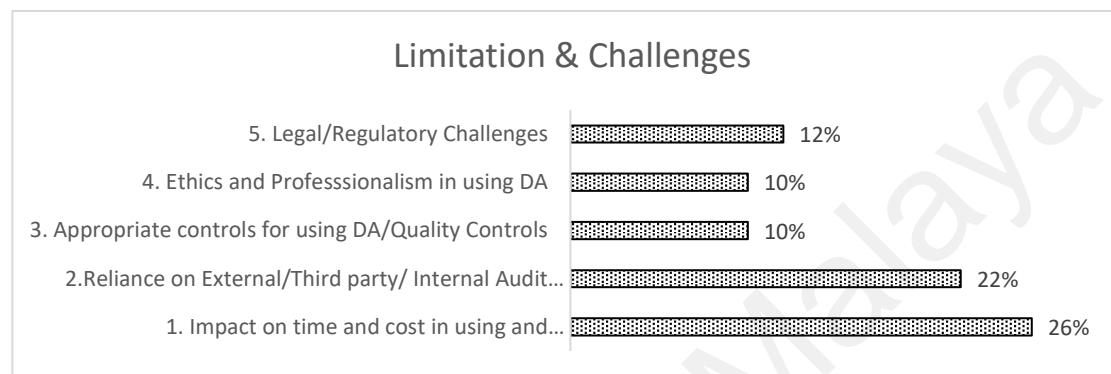 Limitation & Challenges
5. Legal/Regulatory Challenges 12%
4. Ethics and Professsionalism in using DA 10%
3. Appropriate controls for using DA/Quality Controls 10%
2.Reliance on External/Third party/ Internal Audit... 22%
1. Impact on time and cost in using and... 26%
Malaya